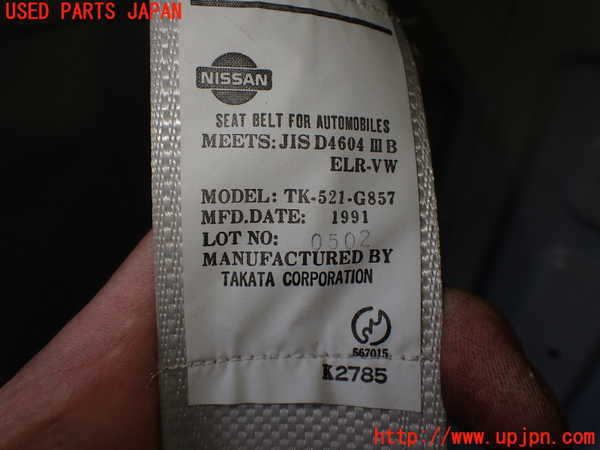 USED PARTS JAPAN
NISSAN
SEAT BELT FOR AUTOMOBILES
MEETS: JIS D4604 Ⅲ B
ELR-VW
MODEL: TK-521-G857
MFD.DATE: 1991
LOT NO: 0502
MANUFACTURED BY
TAKATA CORPORATION
567015
K2785
http://www.upjpn.com/